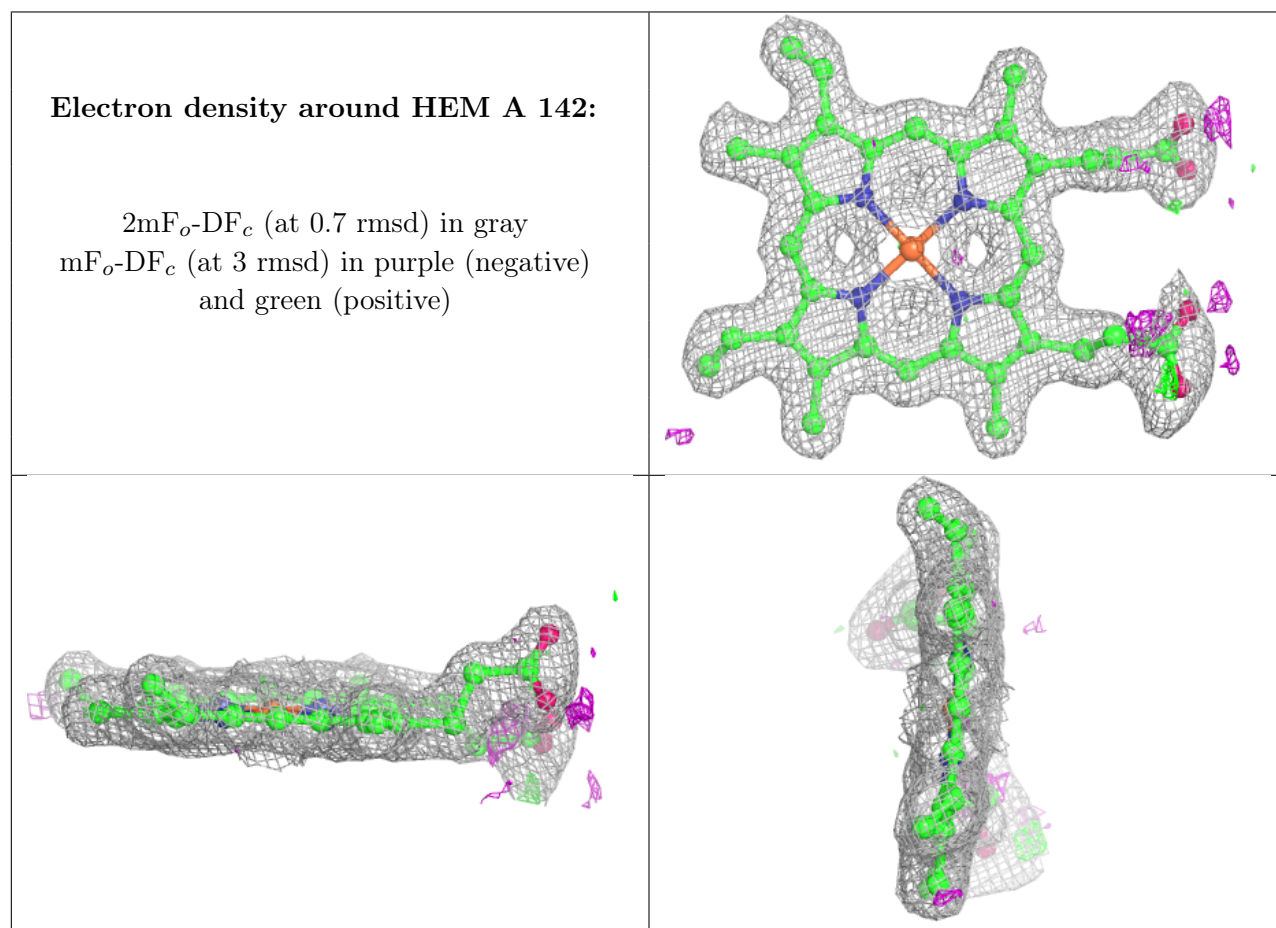 Electron density around HEM A 142:
2mFo-DFc (at 0.7 rmsd) in gray
mFo-DFc (at 3 rmsd) in purple (negative)
and green (positive)